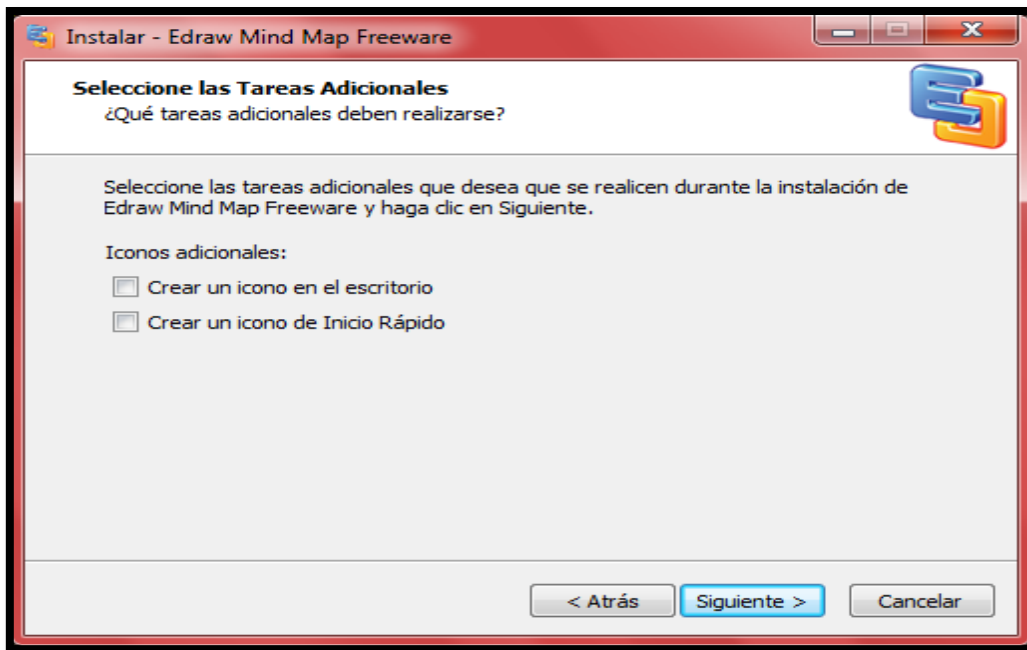 Instalar - Edraw Mind Map Freeware
Seleccione las Tareas Adicionales
¿Qué tareas adicionales deben realizarse?
Seleccione las tareas adicionales que desea que se realicen durante la instalación de
Edraw Mind Map Freeware y haga clic en Siguiente.
Iconos adicionales:
Crear un icono en el escritorio
Crear un icono de Inicio Rápido
< Atrás
Siguiente >
Cancelar